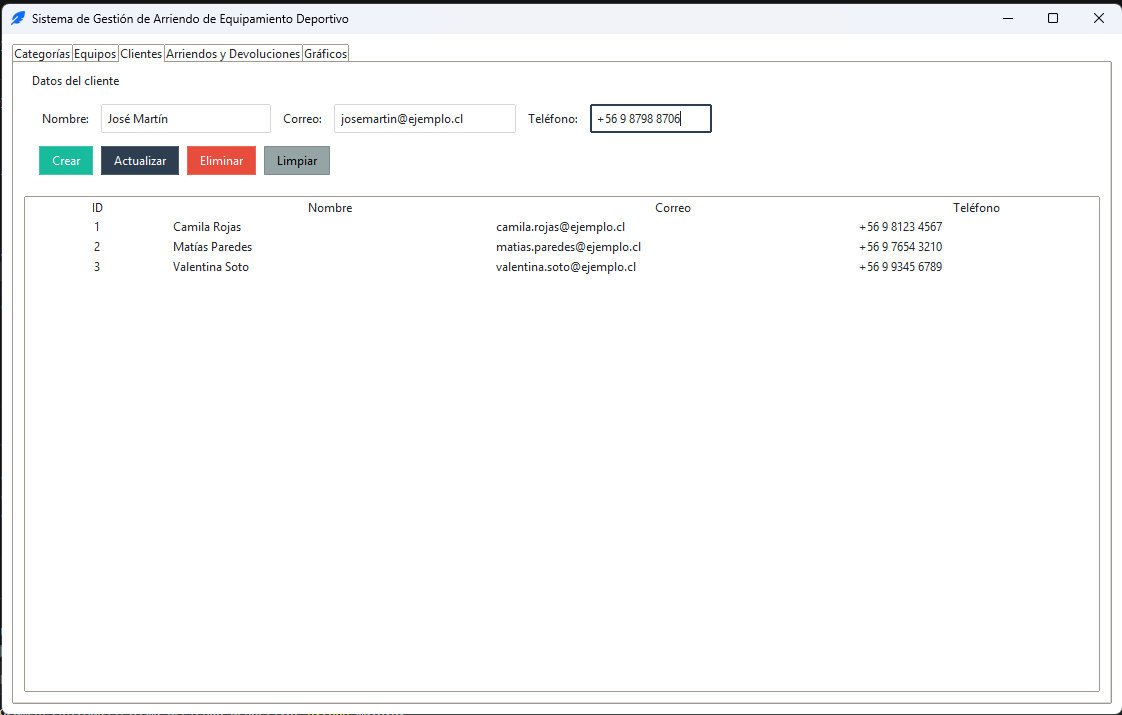 Sistema de Gestión de Arriendo de Equipamiento Deportivo
Categorías Equipos Clientes Arriendos y Devoluciones Gráficos
Datos del cliente
Nombre: José Martín Correo: josemartin@ejemplo.cl Teléfono: +56 9 8798 8706
Crear Actualizar Eliminar Limpiar
ID Nombre Correo Teléfono
1 Camila Rojas camila.rojas@ejemplo.cl +56 9 8123 4567
2 Matías Paredes matias.paredes@ejemplo.cl +56 9 7654 3210
3 Valentina Soto valentina.soto@ejemplo.cl +56 9 9345 6789